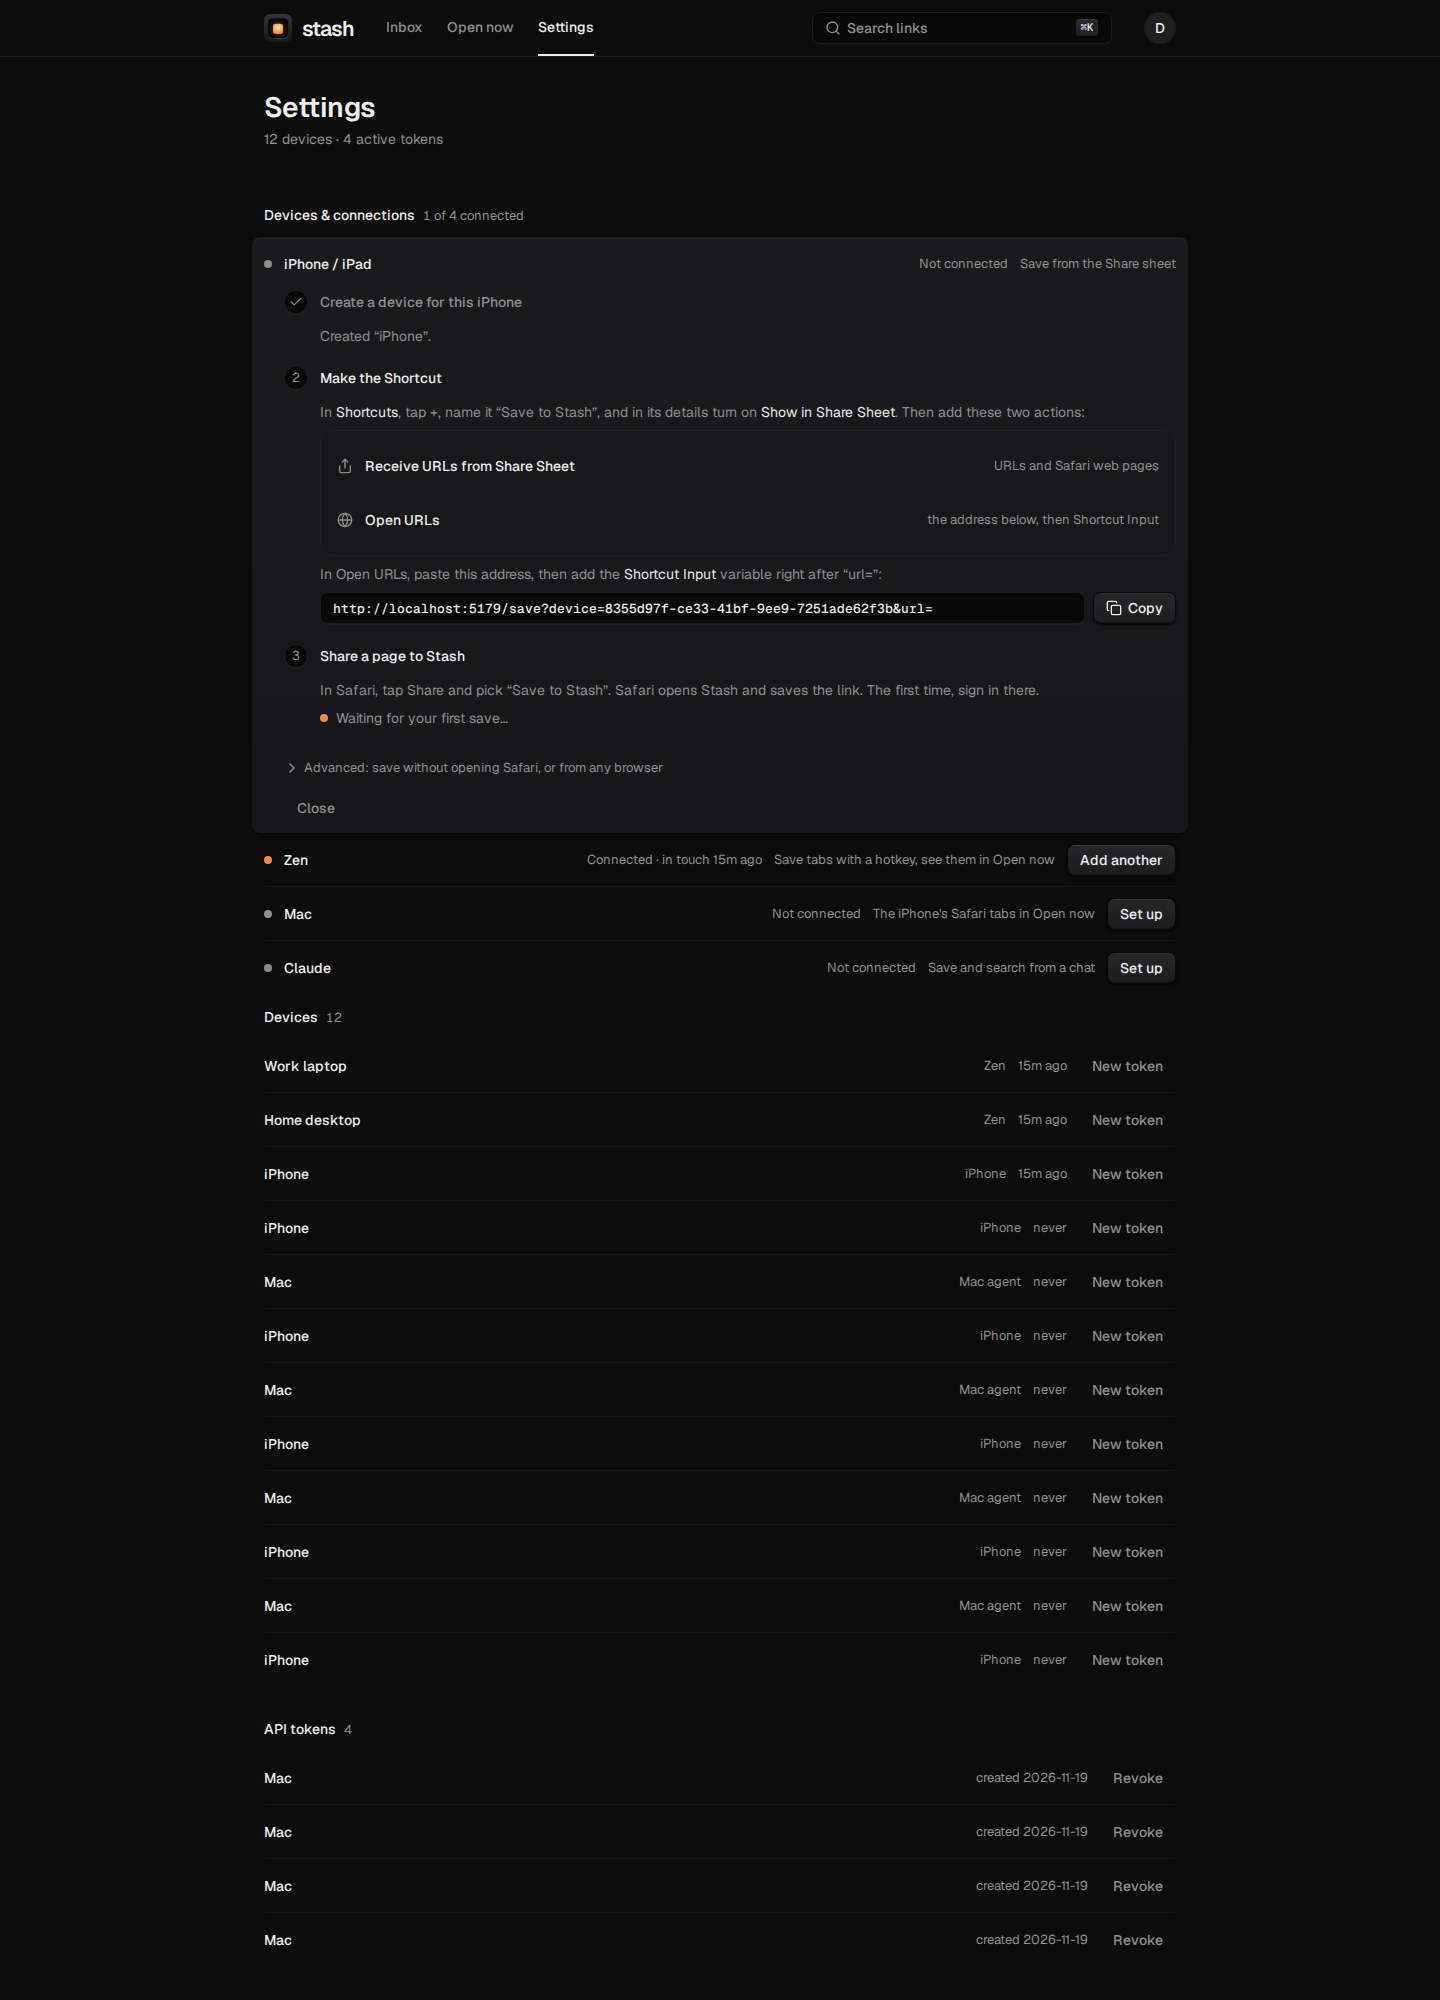 stash Inbox Open now Settings Search links ⌘K D
Settings
12 devices · 4 active tokens
Devices & connections 1 of 4 connected
iPhone / iPad Not connected Save from the Share sheet
Create a device for this iPhone
Created “iPhone”.
2 Make the Shortcut
In Shortcuts, tap +, name it “Save to Stash”, and in its details turn on Show in Share Sheet. Then add these two actions:
Receive URLs from Share Sheet URLs and Safari web pages
Open URLs the address below, then Shortcut Input
In Open URLs, paste this address, then add the Shortcut Input variable right after “url=”:
http://localhost:5179/save?device=8355d97f-ce33-41bf-9ee9-7251ade62f3b&url= Copy
3 Share a page to Stash
In Safari, tap Share and pick “Save to Stash”. Safari opens Stash and saves the link. The first time, sign in there.
Waiting for your first save…
Advanced: save without opening Safari, or from any browser
Close
Zen Connected · in touch 15m ago Save tabs with a hotkey, see them in Open now Add another
Mac Not connected The iPhone's Safari tabs in Open now Set up
Claude Not connected Save and search from a chat Set up
Devices 12
Work laptop Zen 15m ago New token
Home desktop Zen 15m ago New token
iPhone iPhone 15m ago New token
iPhone iPhone never New token
Mac Mac agent never New token
iPhone iPhone never New token
Mac Mac agent never New token
iPhone iPhone never New token
Mac Mac agent never New token
iPhone iPhone never New token
Mac Mac agent never New token
iPhone iPhone never New token
API tokens 4
Mac created 2026-11-19 Revoke
Mac created 2026-11-19 Revoke
Mac created 2026-11-19 Revoke
Mac created 2026-11-19 Revoke